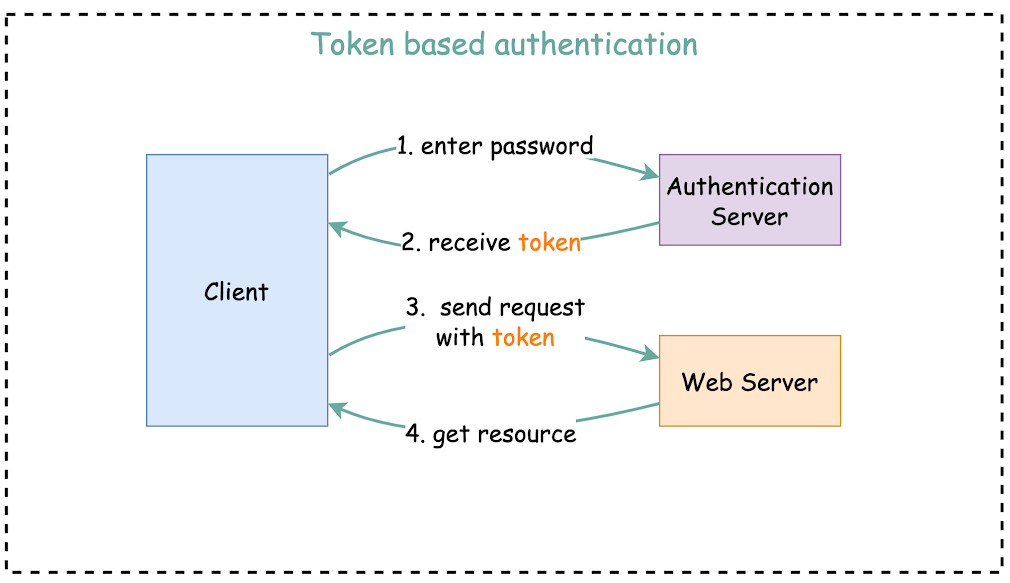 Token based authentication
1. enter password
Authentication
Server
2. receive token
Client
3. send request
with token
Web Server
4. get resource